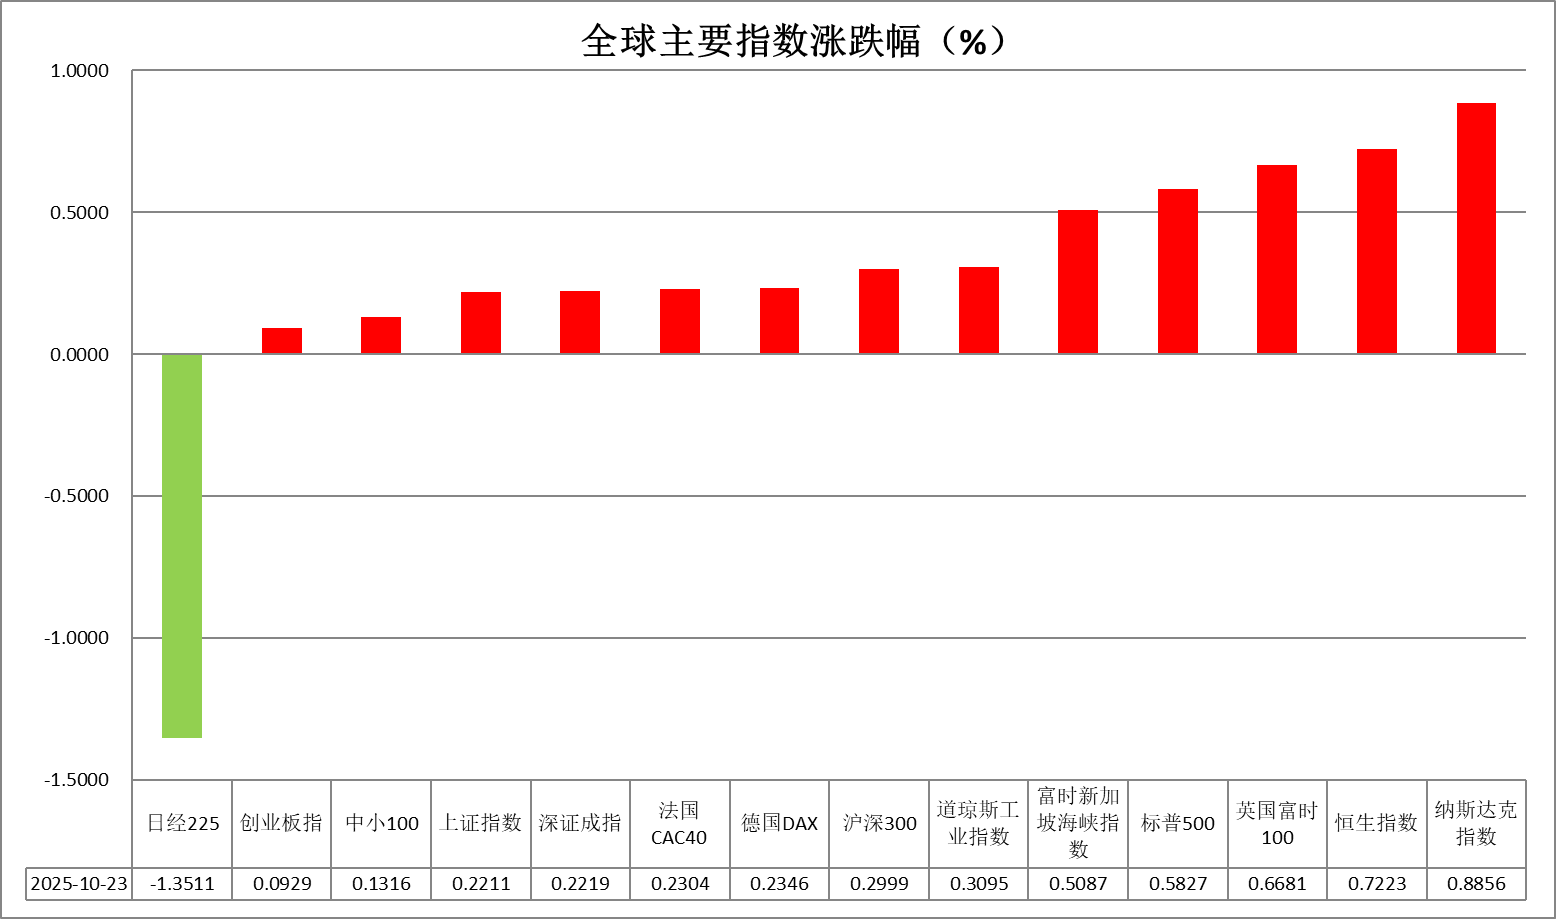 全球主要指数涨跌幅（%）
1.0000
0.5000
0.0000
-0.5000
-1.0000
-1.5000
日经225
创业板指
中小100
上证指数
深证成指
法国
CAC40
德国DAX
沪深300
道琼斯工
业指数
富时新加
坡海峡指
数
标普500
英国富时
100
恒生指数
纳斯达克
指数
2025-10-23 -1.3511 0.0929 0.1316 0.2211 0.2219 0.2304 0.2346 0.2999 0.3095 0.5087 0.5827 0.6681 0.7223 0.8856